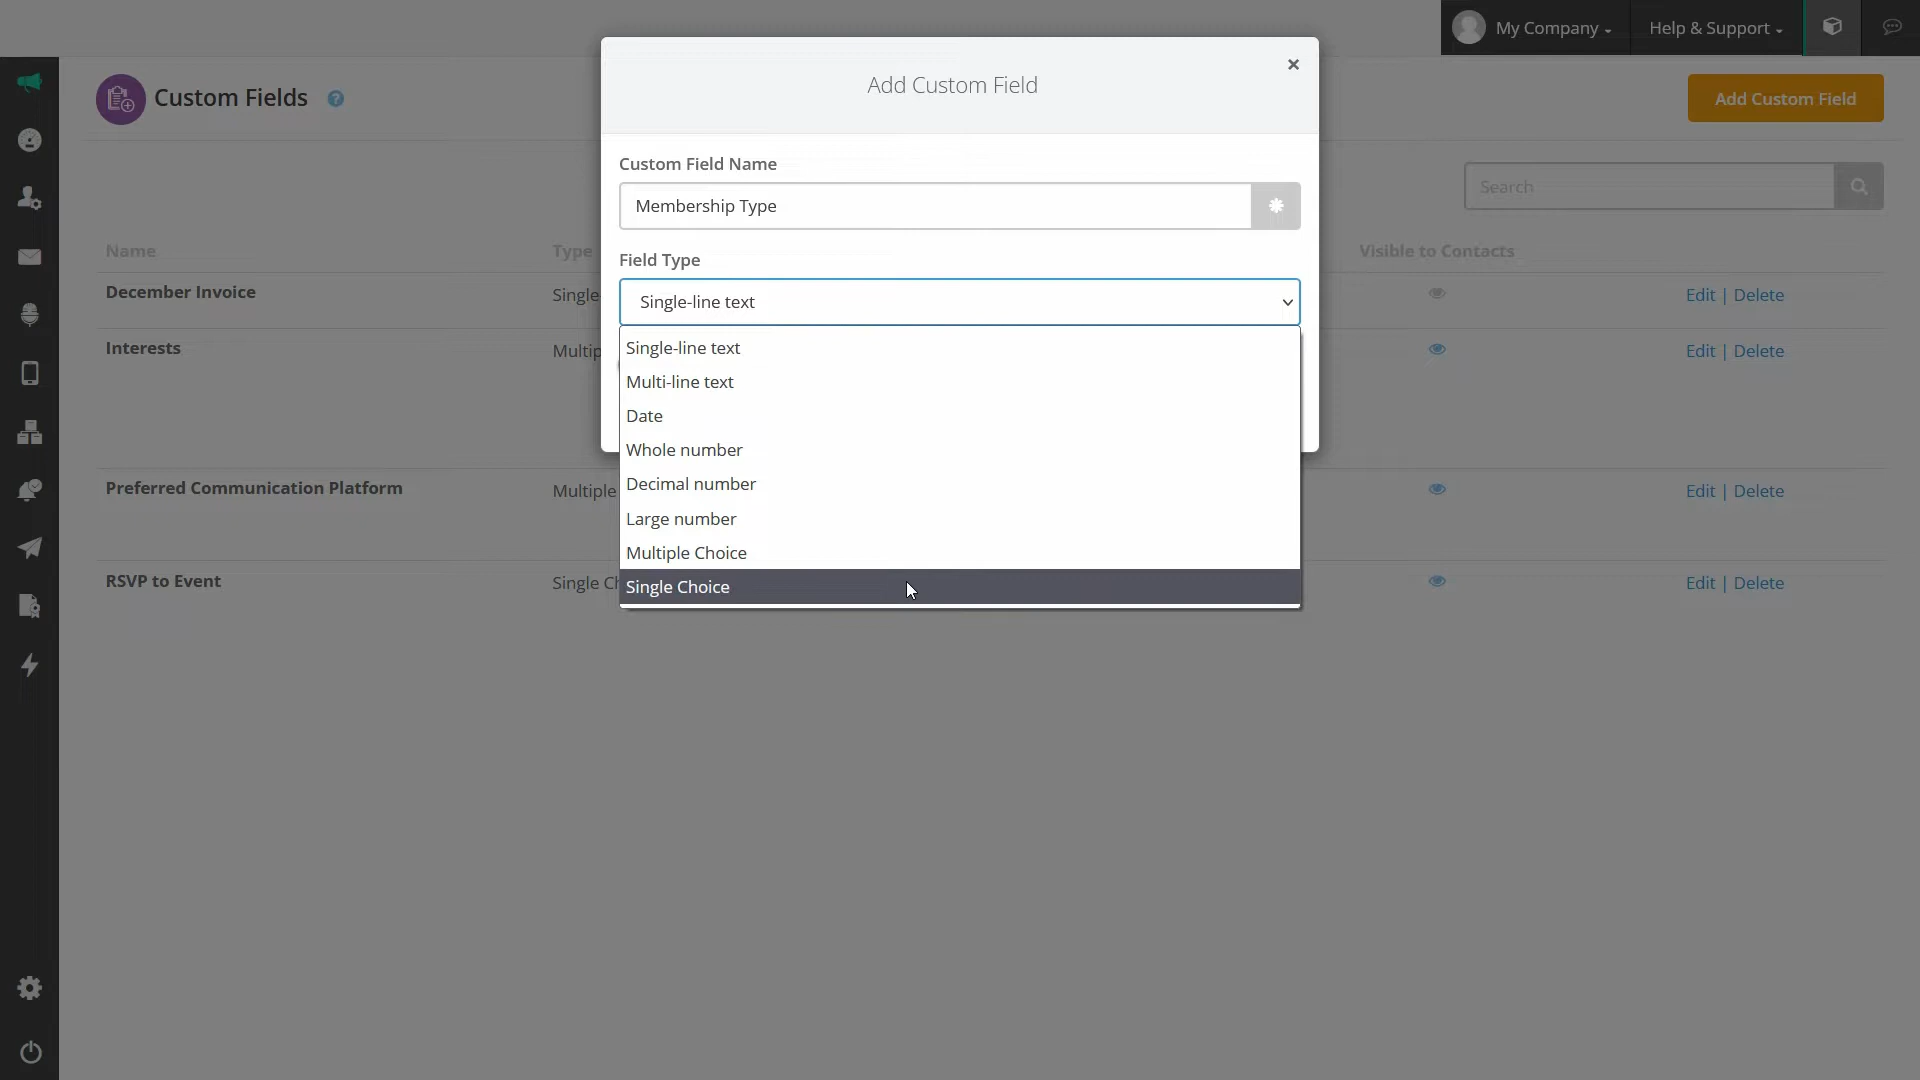 My Company
Help & Support
Add Custom Field
Custom Fields
?
Add Custom Field
Custom Field Name
Membership Type
Search
Field Type
Name
Type
Visible to Contacts
Single-line text
December Invoice
Single-
Edit | Delete
Single-line text
Interests
Multip
Edit | Delete
Multi-line text
Date
Whole number
Decimal number
Preferred Communication Platform
Multiple
Edit | Delete
Large number
Multiple Choice
Single Choice
RSVP to Event
Single Ch
Edit | Delete